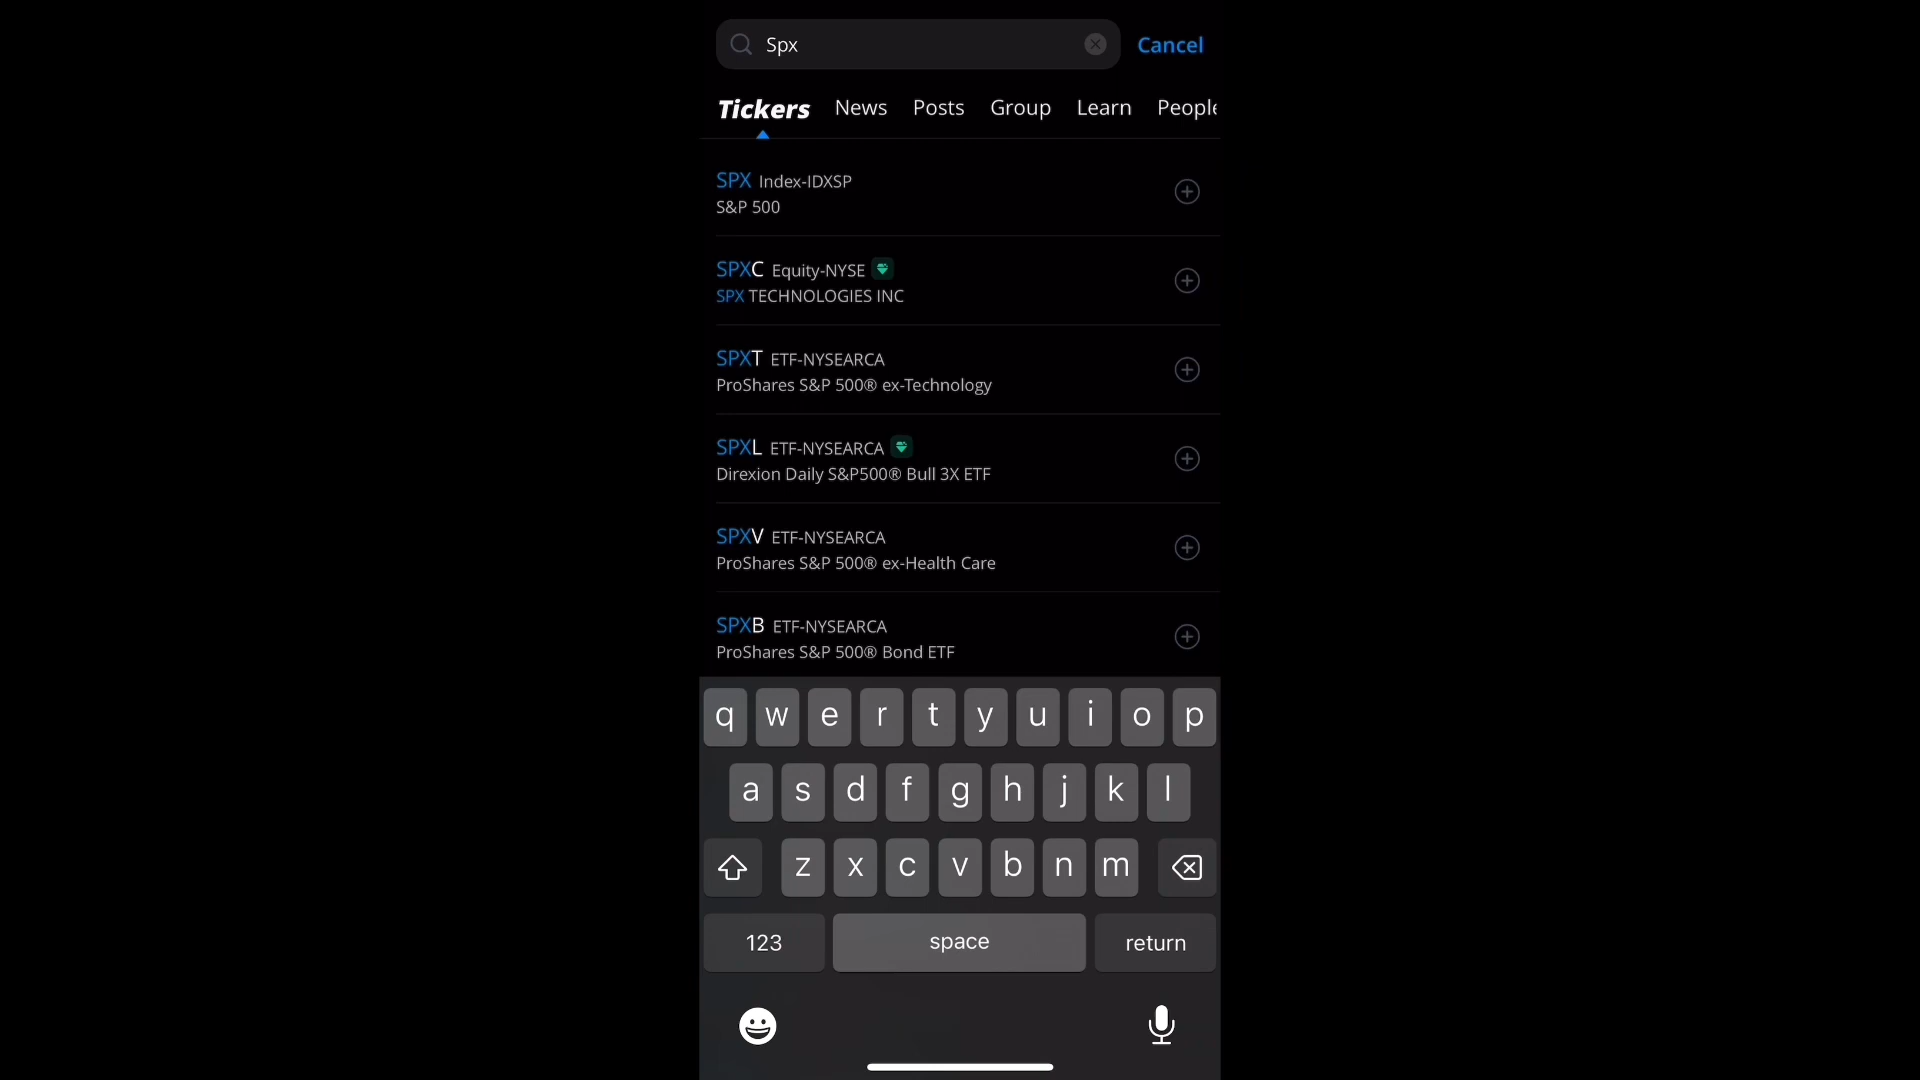 Spx
Cancel
Tickers News Posts Group Learn People
SPX Index-IDXSP
S&P 500
SPXC Equity-NYSE
SPX TECHNOLOGIES INC
SPXT ETF-NYSEARCA
ProShares S&P 500® ex-Technology
SPXL ETF-NYSEARCA
Direxion Daily S&P500® Bull 3X ETF
SPXV ETF-NYSEARCA
ProShares S&P 500® ex-Health Care
SPXB ETF-NYSEARCA
ProShares S&P 500® Bond ETF
q w e r t y u i o p
a s d f g h j k l
z x c v b n m
123 space return